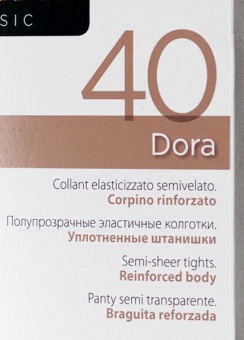 SIC
40
Dora
Collant elasticizzato semivelato.
Corpino rinforzato
Полупрозрачные эластичные колготки.
Уплотненные штанишки
Semi-sheer tights.
Reinforced body
Panty semi transparente.
Braguita reforzada